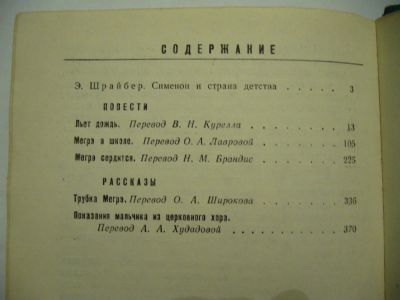 СОДЕРЖАНИЕ
Э. Шрайбер. Сименон и страна детства . . . . . 3
ПОВЕСТИ
Льет дождь. Перевод В. Н. Курелла . . . . . . . 13
Мегрэ в школе. Перевод О. А. Лавровой . . . . . 105
Мегрэ сердится. Перевод Н. М. Брандис . . . . . 225
РАССКАЗЫ
Трубка Мегрэ. Перевод О. А. Широкова . . . . 336
Показания мальчика из церковного хора.
Перевод А. А. Худадовой . . . . . . . . 370